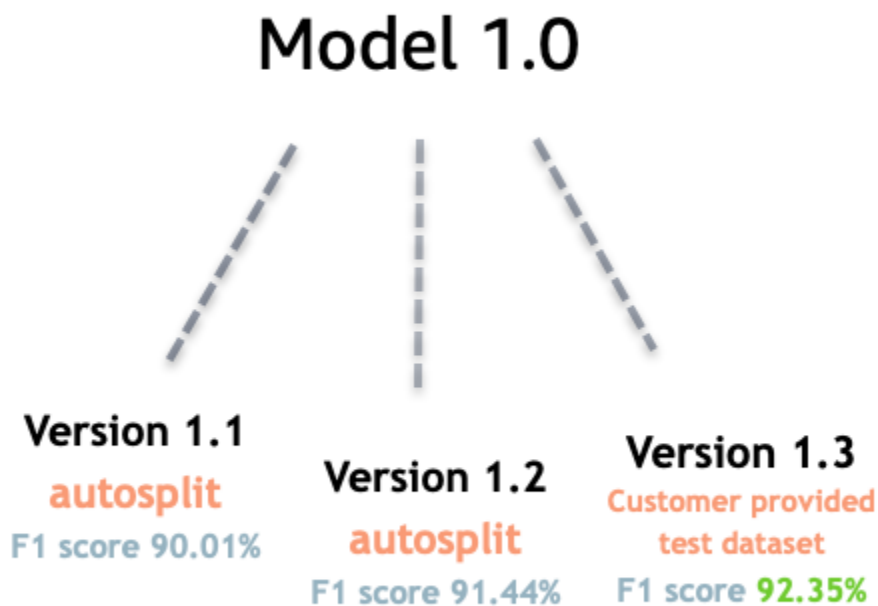 Model 1.0
Version 1.1
autosplit
F1 score 90.01%
Version 1.2
autosplit
F1 score 91.44%
Version 1.3
Customer provided
test dataset
F1 score 92.35%